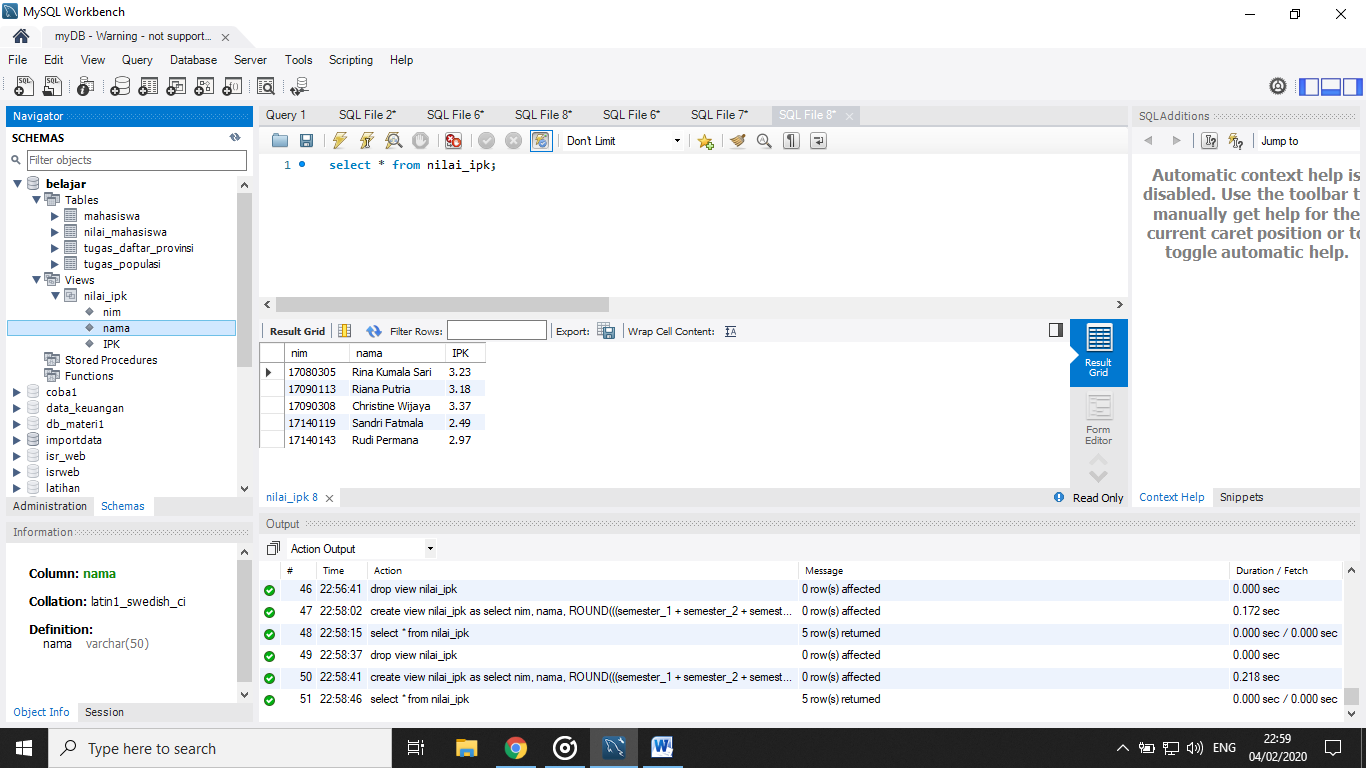 MySQL Workbench
myDB - Warning - not support... ×
File Edit View Query Database Server Tools Scripting Help
Navigator
SCHEMAS
Filter objects
belajar
Tables
mahasiswa
nilai_mahasiswa
tugas_daftar_provinsi
tugas_populasi
Views
nilai_ipk
nim
nama
IPK
Stored Procedures
Functions
coba1
data_keuangan
db_materi1
importdata
isr_web
isrweb
latihan
Administration Schemas
Information
Column: nama
Collation: latin1_swedish_ci
Definition:
nama varchar(50)
Object Info Session
Query 1 SQL File 2* SQL File 6* SQL File 8* SQL File 6* SQL File 7* SQL File 8* ×
Don't Limit
1 select * from nilai_ipk;
Result Grid Filter Rows: Export: Wrap Cell Content:
nim nama IPK
17080305 Rina Kumala Sari 3.23
17090113 Riana Putria 3.18
17090308 Christine Wijaya 3.37
17140119 Sandri Fatmala 2.49
17140143 Rudi Permana 2.97
Result
Grid
Form
Editor
nilai_ipk 8 ×
Read Only
SQLAdditions
Jump to
Automatic context help is
disabled. Use the toolbar t
manually get help for the
current caret position or to
toggle automatic help.
Context Help Snippets
Output
Action Output
# Time Action Message Duration / Fetch
46 22:56:41 drop view nilai_ipk 0 row(s) affected 0.000 sec
47 22:58:02 create view nilai_ipk as select nim, nama, ROUND(((semester_1 + semester_2 + semest... 0 row(s) affected 0.172 sec
48 22:58:15 select * from nilai_ipk 5 row(s) returned 0.000 sec / 0.000 sec
49 22:58:37 drop view nilai_ipk 0 row(s) affected 0.000 sec
50 22:58:41 create view nilai_ipk as select nim, nama, ROUND(((semester_1 + semester_2 + semest... 0 row(s) affected 0.218 sec
51 22:58:46 select * from nilai_ipk 5 row(s) returned 0.000 sec / 0.000 sec
Type here to search
ENG
22:59
04/02/2020